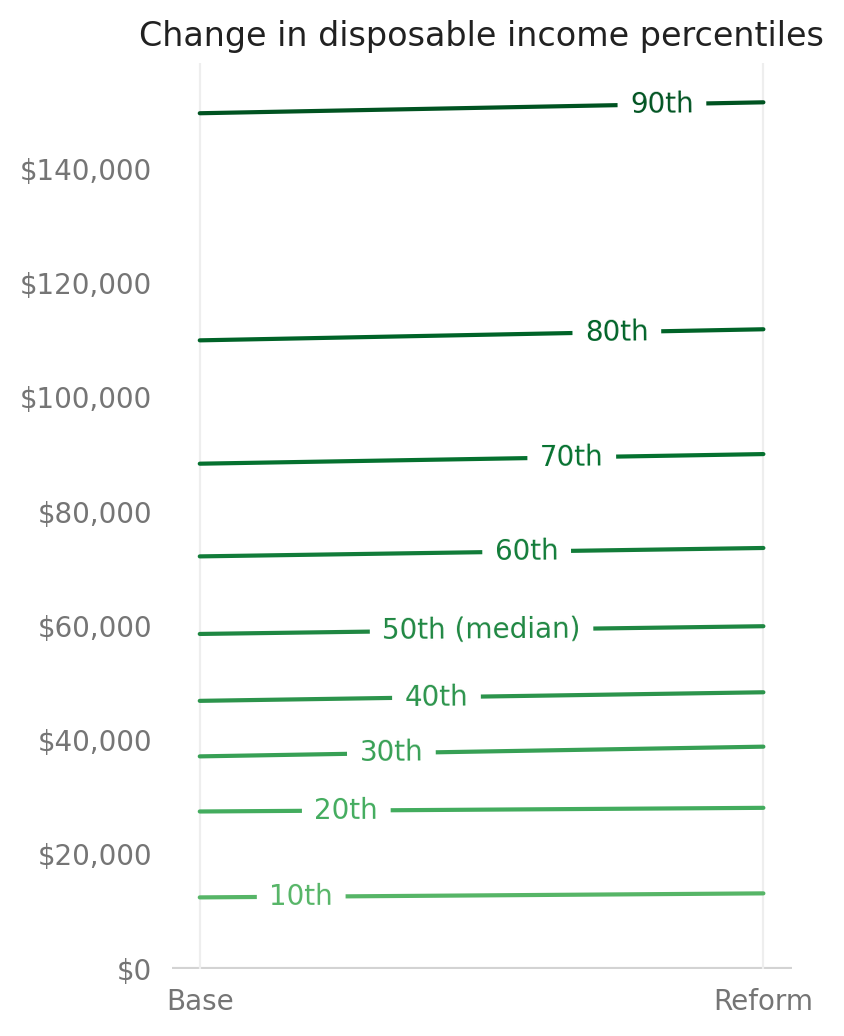 Change in disposable income percentiles
90th
$140,000
$120,000
80th
$100,000
70th
$80,000
60th
$60,000
50th (median)
40th
$40,000
30th
20th
$20,000
10th
$0
Base
Reform